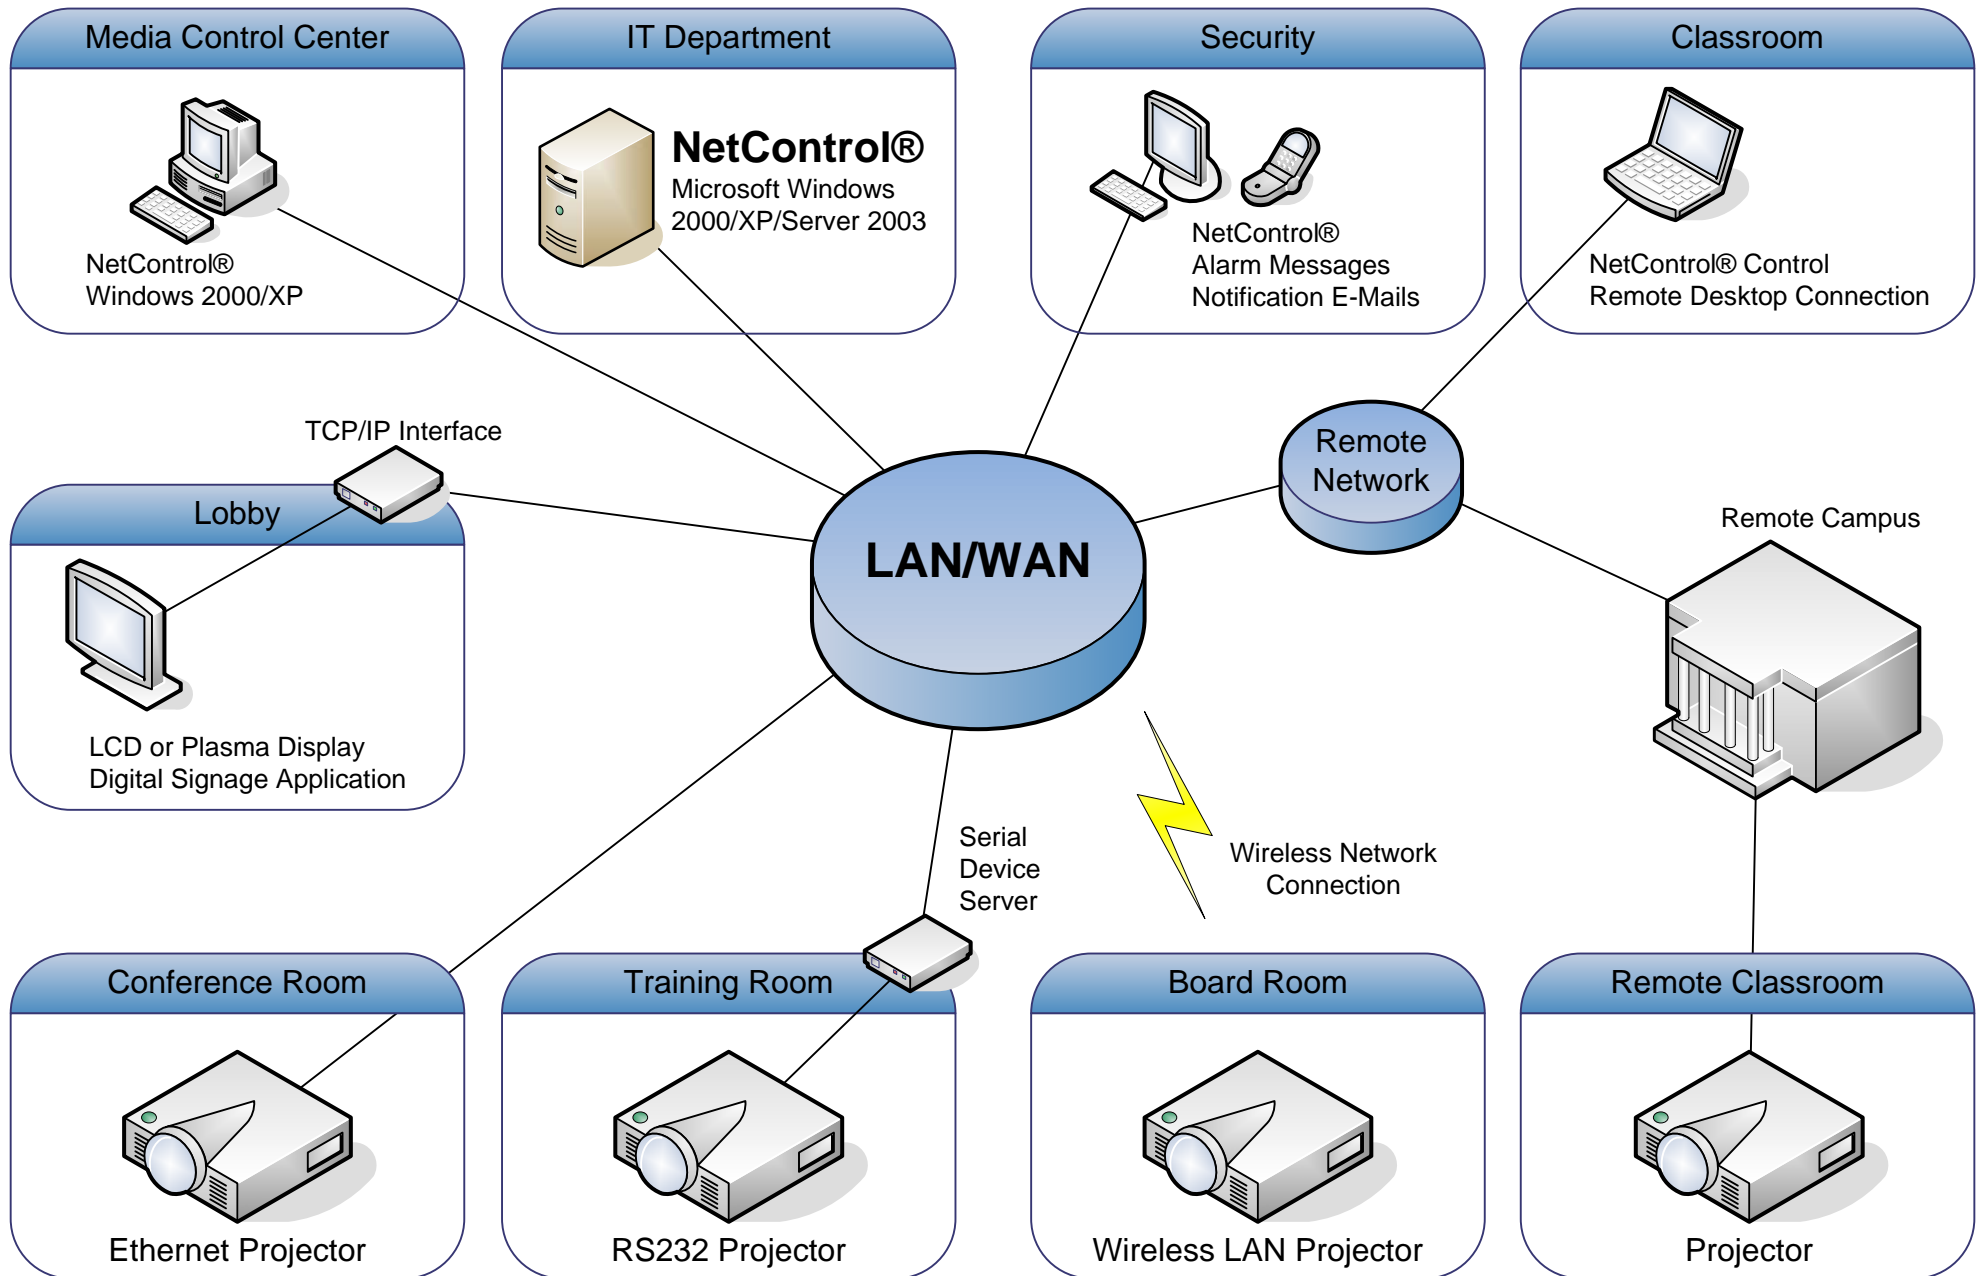 Media Control Center
IT Department
Security
Classroom
NetControl®
Windows 2000/XP
NetControl®
Microsoft Windows
2000/XP/Server 2003
NetControl®
Alarm Messages
Notification E-Mails
NetControl® Control
Remote Desktop Connection
TCP/IP Interface
Lobby
LCD or Plasma Display
Digital Signage Application
LAN/WAN
Remote
Network
Remote Campus
Serial
Device
Server
Wireless Network
Connection
Conference Room
Training Room
Board Room
Remote Classroom
Ethernet Projector
RS232 Projector
Wireless LAN Projector
Projector